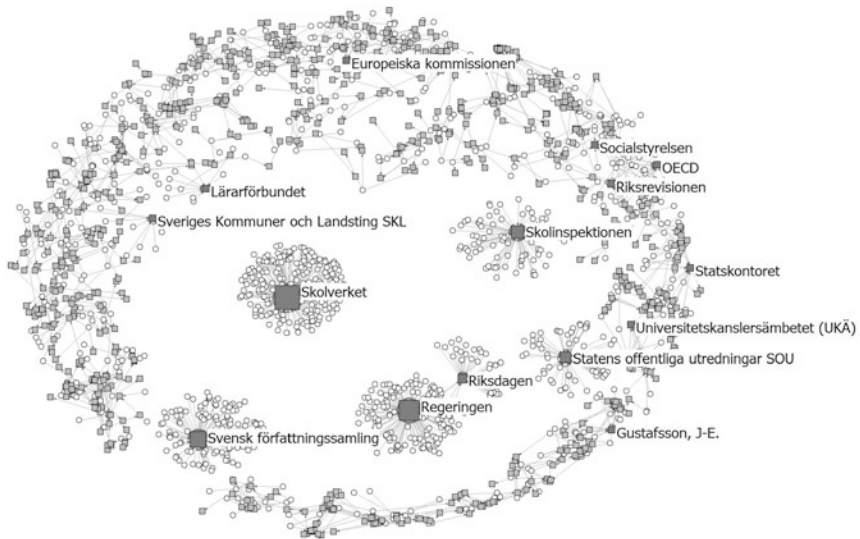 Europeiska kommissionen
Socialstyrelsen
OECD
Riksrevisionen
Lärarförbundet
Sveriges Kommuner och Landsting SKL
Skolinspektionen
Statskontoret
Skolverket
Universitetskanslersämbetet (UKÄ)
Statens offentliga utredningar SOU
Riksdagen
Regeringen
Gustafsson, J-E.
Svensk författningssamling